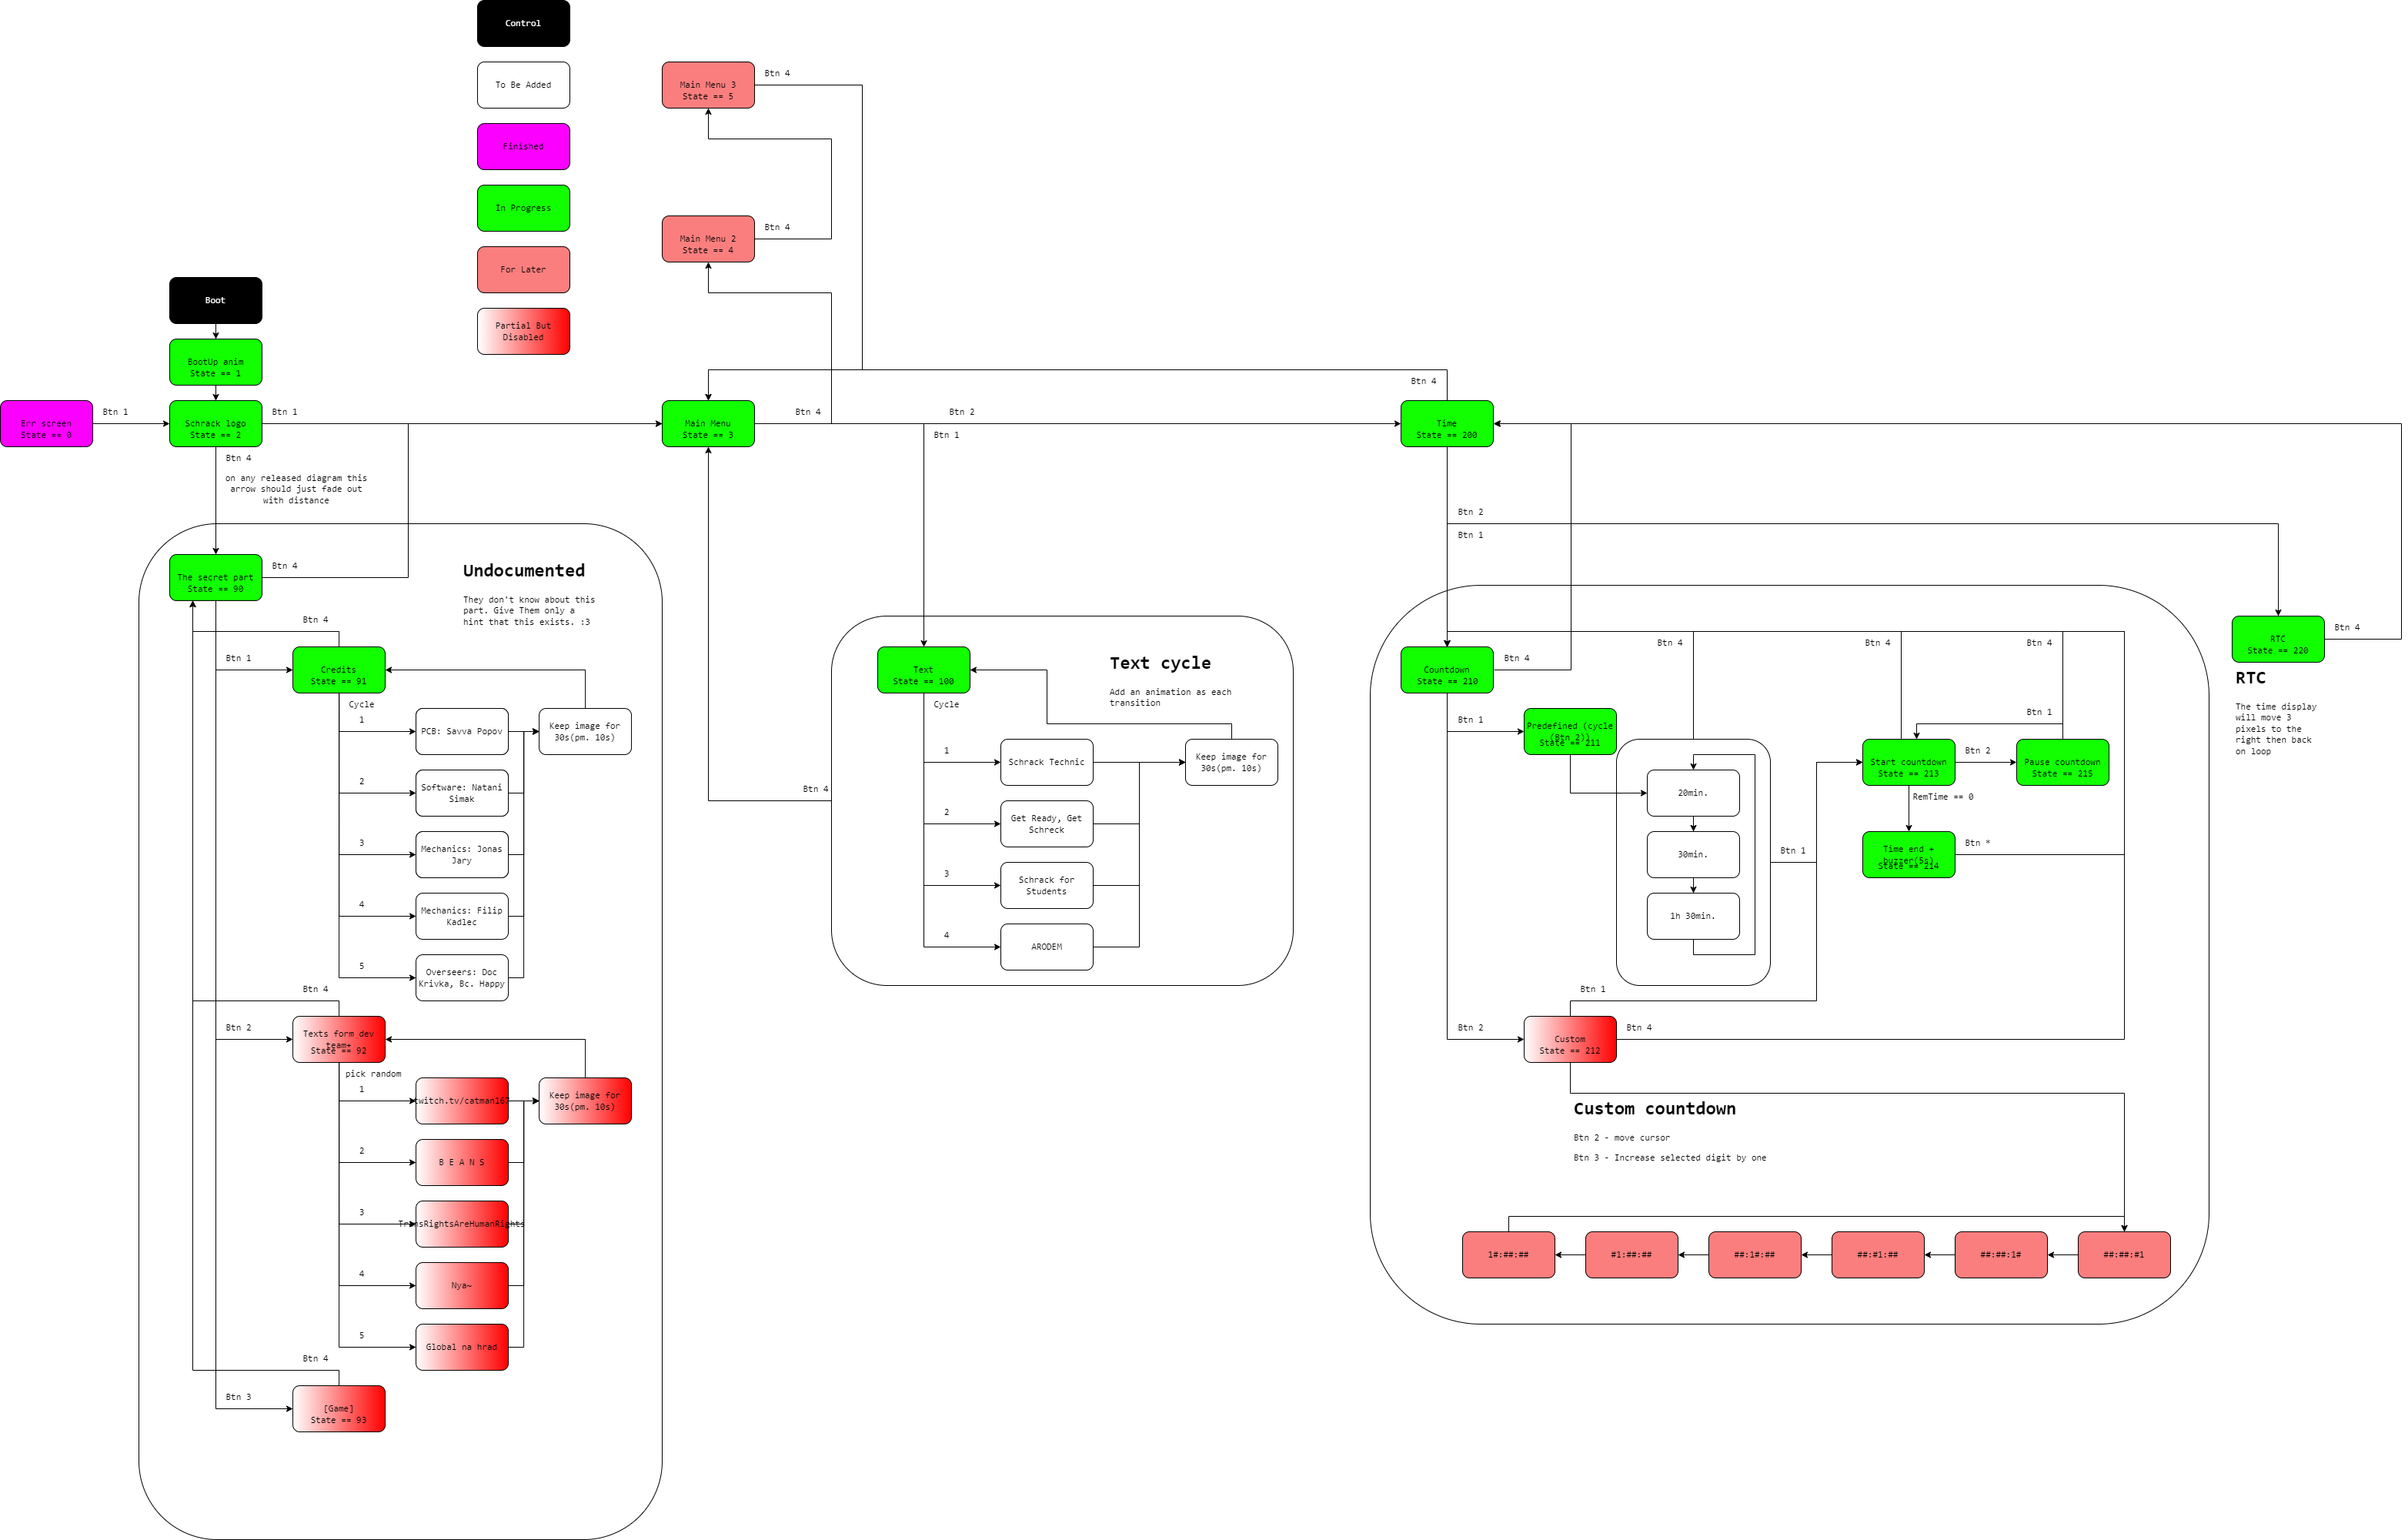 Control
To Be Added
Finished
In Progress
For Later
Partial But
Disabled
Main Menu 3
State == 5
Btn 4
Main Menu 2
State == 4
Btn 4
Boot
BootUp anim
State == 1
Err screen
State == 0
Btn 1
Schrack logo
State == 2
Btn 1
Btn 4
on any released diagram this
arrow should just fade out
with distance
Main Menu
State == 3
Btn 4
Btn 2
Btn 1
Btn 4
Time
State == 200
Btn 2
Btn 1
The secret part
State == 90
Btn 4
Undocumented
They don't know about this
part. Give Them only a
hint that this exists. :3
Btn 4
Btn 1
Credits
State == 91
Cycle
1
PCB: Savva Popov
Keep image for
30s(pm. 10s)
2
Software: Natani
Simak
3
Mechanics: Jonas
Jary
4
Mechanics: Filip
Kadlec
5
Overseers: Doc
Krivka, Bc. Happy
Btn 4
Btn 2
Texts form dev
team+
State == 92
pick random
1
twitch.tv/catman167
Keep image for
30s(pm. 10s)
2
B E A N S
3
TransRightsAreHumanRights
4
Nya~
5
Global na hrad
Btn 4
Btn 3
[Game]
State == 93
Text
State == 100
Text cycle
Add an animation as each
transition
Cycle
1
Schrack Technic
Keep image for
30s(pm. 10s)
2
Get Ready, Get
Schreck
3
Schrack for
Students
4
ARODEM
Btn 4
Countdown
State == 210
Btn 4
Btn 4
Btn 4
Btn 4
Btn 1
Predefined (cycle
(Btn 2))
State == 211
20min.
30min.
1h 30min.
Btn 1
Btn 1
Start countdown
State == 213
Btn 2
Pause countdown
State == 215
RemTime == 0
Time end +
buzzer(5s)
State == 214
Btn *
Btn 1
Btn 2
Custom
State == 212
Btn 4
Custom countdown
Btn 2 - move cursor
Btn 3 - Increase selected digit by one
1#:##:##
#1:##:##
##:1#:##
##:#1:##
##:##:1#
##:##:#1
RTC
State == 220
Btn 4
RTC
The time display
will move 3
pixels to the
right then back
on loop